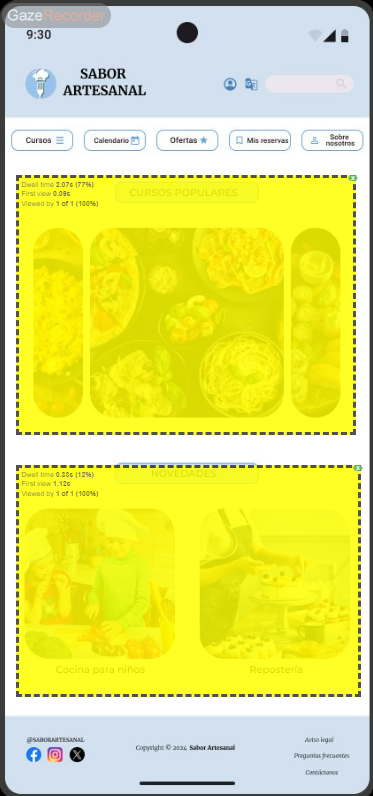 GazeRecorder
9:30
SABOR
ARTESANAL
Cursos
Calendario
Ofertas
Mis reservas
Sobre
nosotros
Dwell time 2.07s (77%)
First view 0.09s
Viewed by 1 of 1 (100%)
CURSOS POPULARES
Dwell time 0.33s (12%)
First view 1.12s
Viewed by 1 of 1 (100%)
NOVEDADES
Cocina para niños
Repostería
@SABORARTESANAL
Copyright © 2024 Sabor Artesanal
Aviso legal
Preguntas frecuentes
Contáctanos